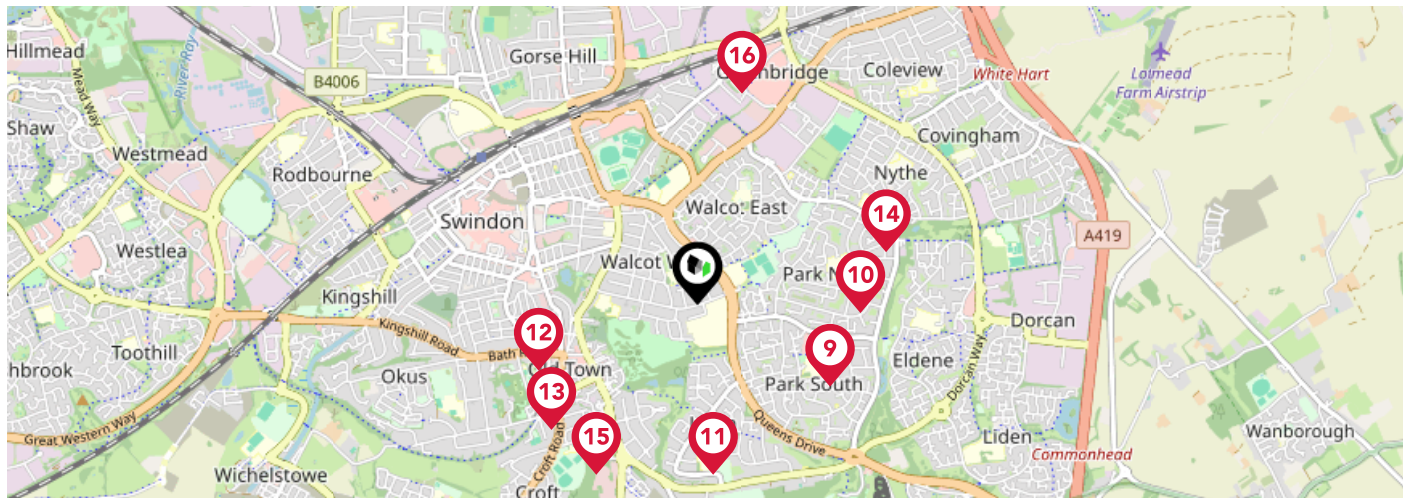 Hillmead
Mead Way
River Ray
B4006
Gorse Hill
16
bridge
Coleview
White Hart
Lotmead
Farm Airstrip
Shaw
Westmead
Rodbourne
Covingham
Nythe
Swindon
East
14
A419
Westlea
Walcot
Park
10
Kingshill
12
Kingshill Road
Bath
Dorcan
9
Toothill
hbrook
Okus
Town
13
Park South
Eldene
Dorcan Way
Great Western Way
Croft Road
15
11
Queens Drive
Liden
Wanborough
Commonhead
Wichelstowe
Croft